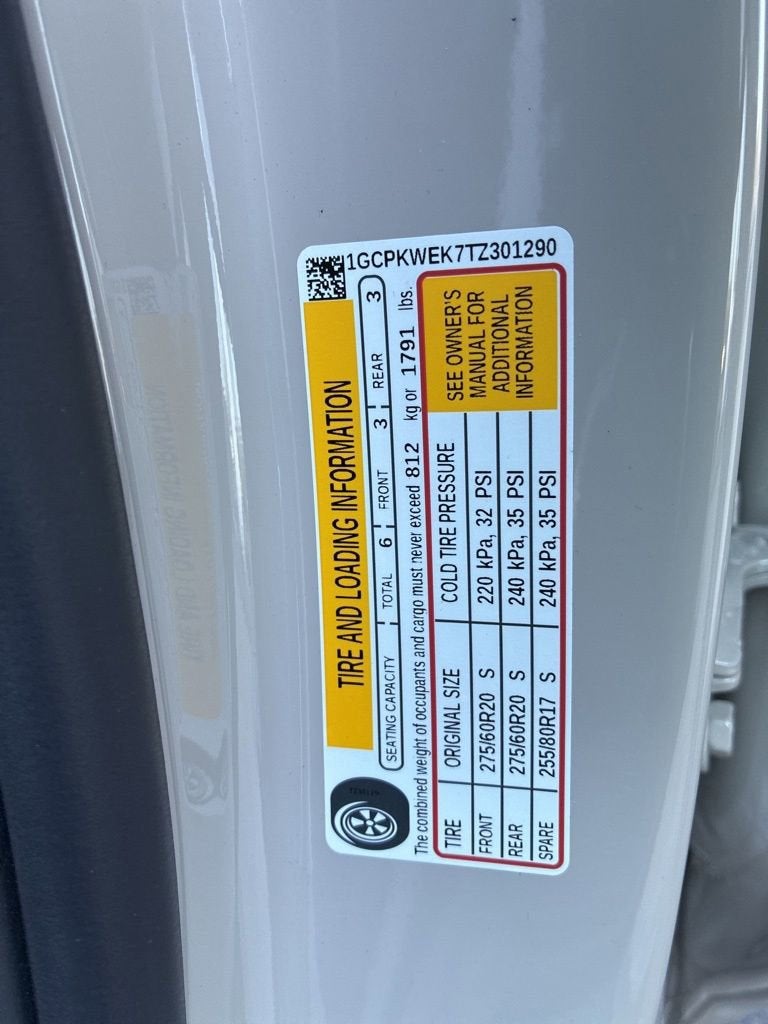 1GCPKWEK7TZ301290
TIRE AND LOADING INFORMATION
SEATING CAPACITY TOTAL 6 FRONT 3 REAR 3
The combined weight of occupants and cargo must never exceed 812 kg or 1791 lbs.
TIRE ORIGINAL SIZE COLD TIRE PRESSURE
FRONT 275/60R20 S 220 kPa, 32 PSI
REAR 275/60R20 S 240 kPa, 35 PSI
SPARE 255/80R17 S 240 kPa, 35 PSI
SEE OWNER'S
MANUAL FOR
ADDITIONAL
INFORMATION